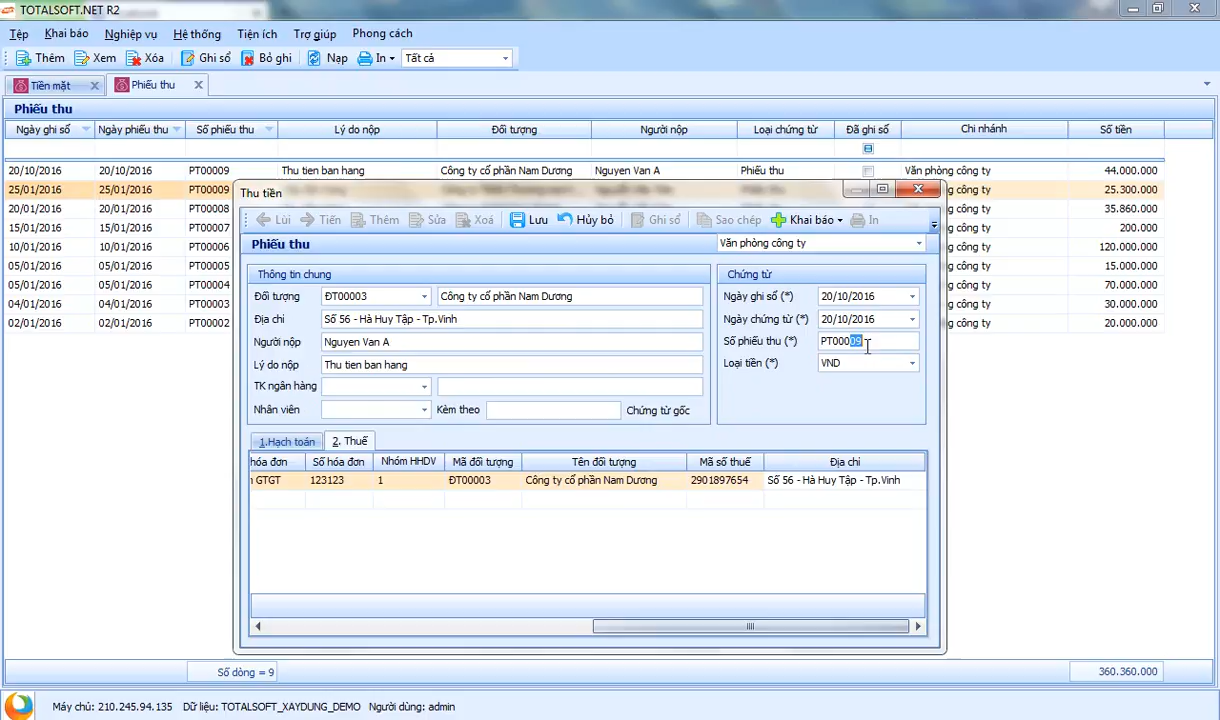 TOTALSOFT.NET R2
Tệp Khai báo Nghiệp vụ Hệ thống Tiện ích Trợ giúp Phong cách
Thêm Xem Xóa Ghi sổ Bỏ ghi Nạp In Tất cả
Tiền mặt Phiếu thu
Phiếu thu
Ngày ghi sổ Ngày phiếu thu Số phiếu thu Lý do nộp Đối tượng Người nộp Loại chứng từ Đã ghi sổ Chi nhánh Số tiền
20/10/2016 20/10/2016 PT00009 Thu tien ban hang Công ty cổ phần Nam Dương Nguyen Van A Phiếu thu Văn phòng công ty 44.000.000
25/01/2016 25/01/2016 PT00009 ng công ty 25.300.000
20/01/2016 20/01/2016 PT00008 ng công ty 35.860.000
15/01/2016 15/01/2016 PT00007 ng công ty 200.000
10/01/2016 10/01/2016 PT00006 ng công ty 120.000.000
05/01/2016 05/01/2016 PT00005 ng công ty 15.000.000
05/01/2016 05/01/2016 PT00004 ng công ty 70.000.000
04/01/2016 04/01/2016 PT00003 ng công ty 30.000.000
02/01/2016 02/01/2016 PT00002 ng công ty 20.000.000
Thu tiền
Lùi Tiến Thêm Sửa Xoá Lưu Hủy bỏ Ghi sổ Sao chép Khai báo In
Phiếu thu Văn phòng công ty
Thông tin chung Chứng từ
Đối tượng ĐT00003 Công ty cổ phần Nam Dương Ngày ghi sổ (*) 20/10/2016
Địa chỉ Số 56 - Hà Huy Tập - Tp.Vinh Ngày chứng từ (*) 20/10/2016
Người nộp Nguyen Van A Số phiếu thu (*) PT00009
Lý do nộp Thu tien ban hang Loại tiền (*) VND
TK ngân hàng
Nhân viên Kèm theo Chứng từ gốc
1.Hạch toán 2. Thuế
hóa đơn Số hóa đơn Nhóm HHDV Mã đối tượng Tên đối tượng Mã số thuế Địa chỉ
GTGT 123123 1 ĐT00003 Công ty cổ phần Nam Dương 2901897654 Số 56 - Hà Huy Tập - Tp.Vinh
Số dòng = 9 360.360.000
Máy chủ: 210.245.94.135 Dữ liệu: TOTALSOFT_XAYDUNG_DEMO Người dùng: admin